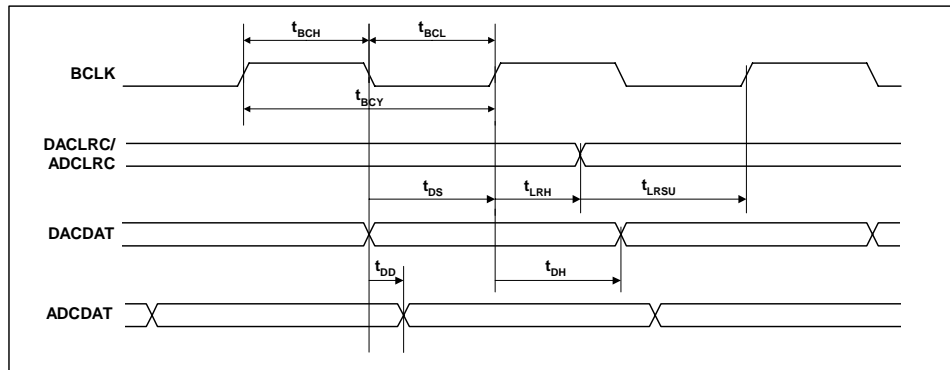 tBCH
tBCL
BCLK
tBCY
DACLRC/
ADCLRC
tDS
tLRH
tLRSU
DACDAT
tDD
tDH
ADCDAT